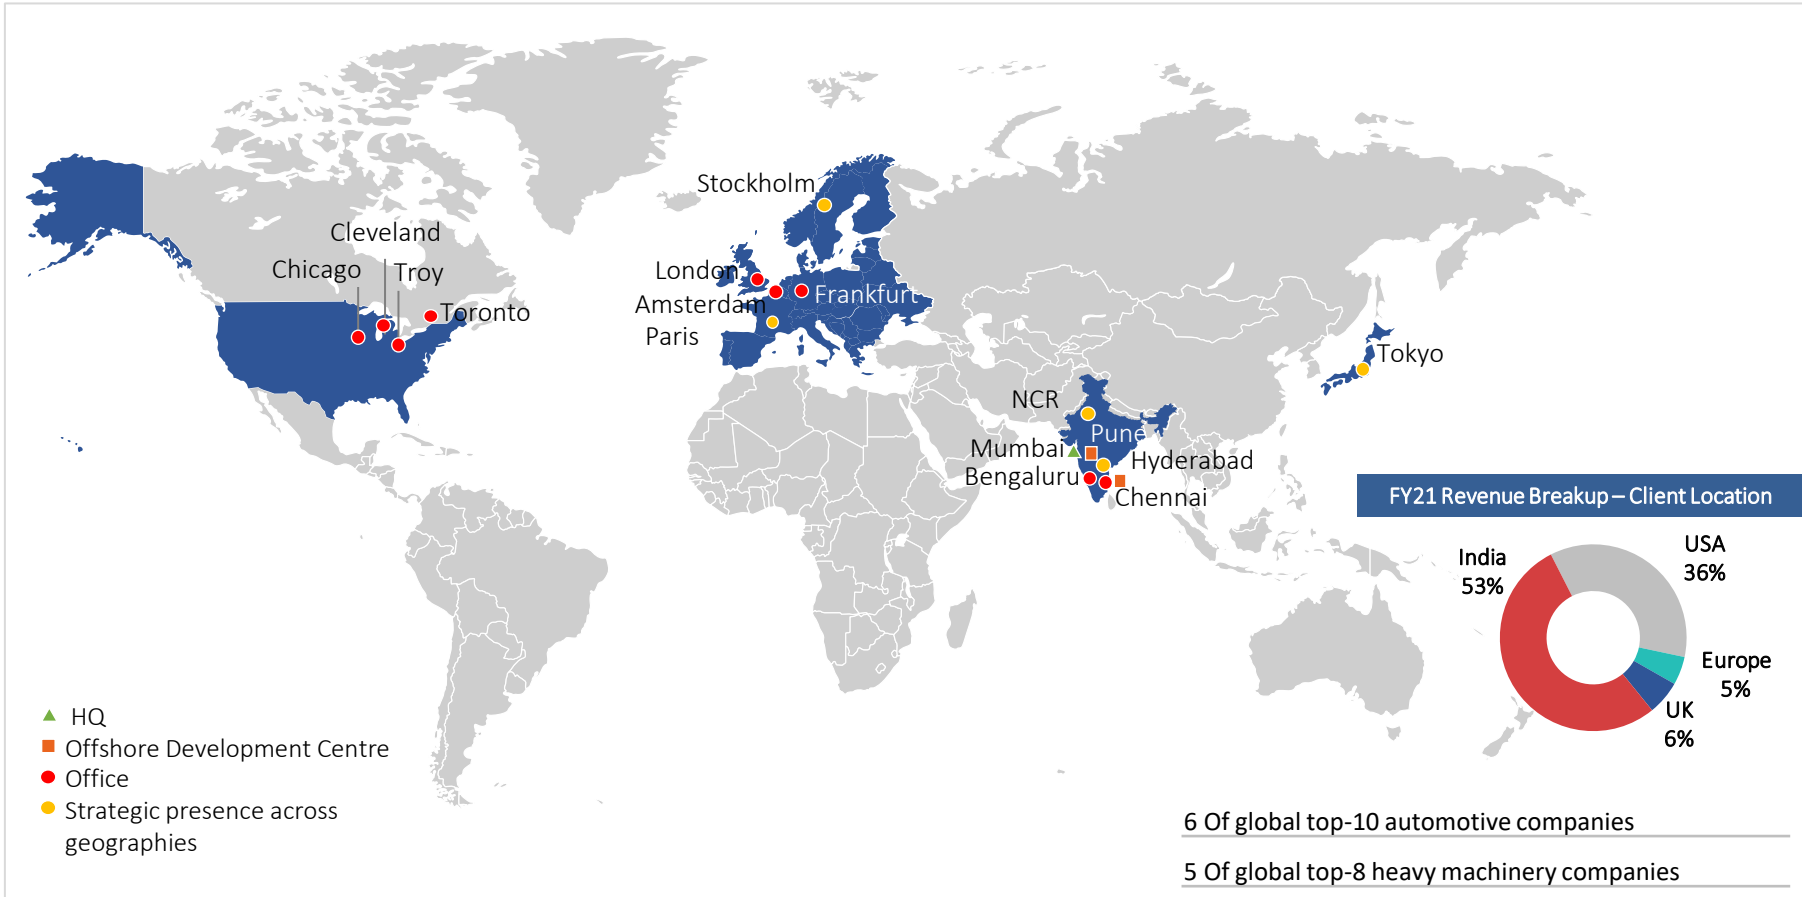 Stockholm
Cleveland
Chicago
Troy
Toronto
London
Amsterdam
Frankfurt
Paris
Tokyo
NCR
Pune
Mumbai
Hyderabad
Bengaluru
Chennai
FY21 Revenue Breakup – Client Location
India
53%
USA
36%
Europe
5%
UK
6%
HQ
Offshore Development Centre
Office
Strategic presence across
geographies
6 Of global top-10 automotive companies
5 Of global top-8 heavy machinery companies